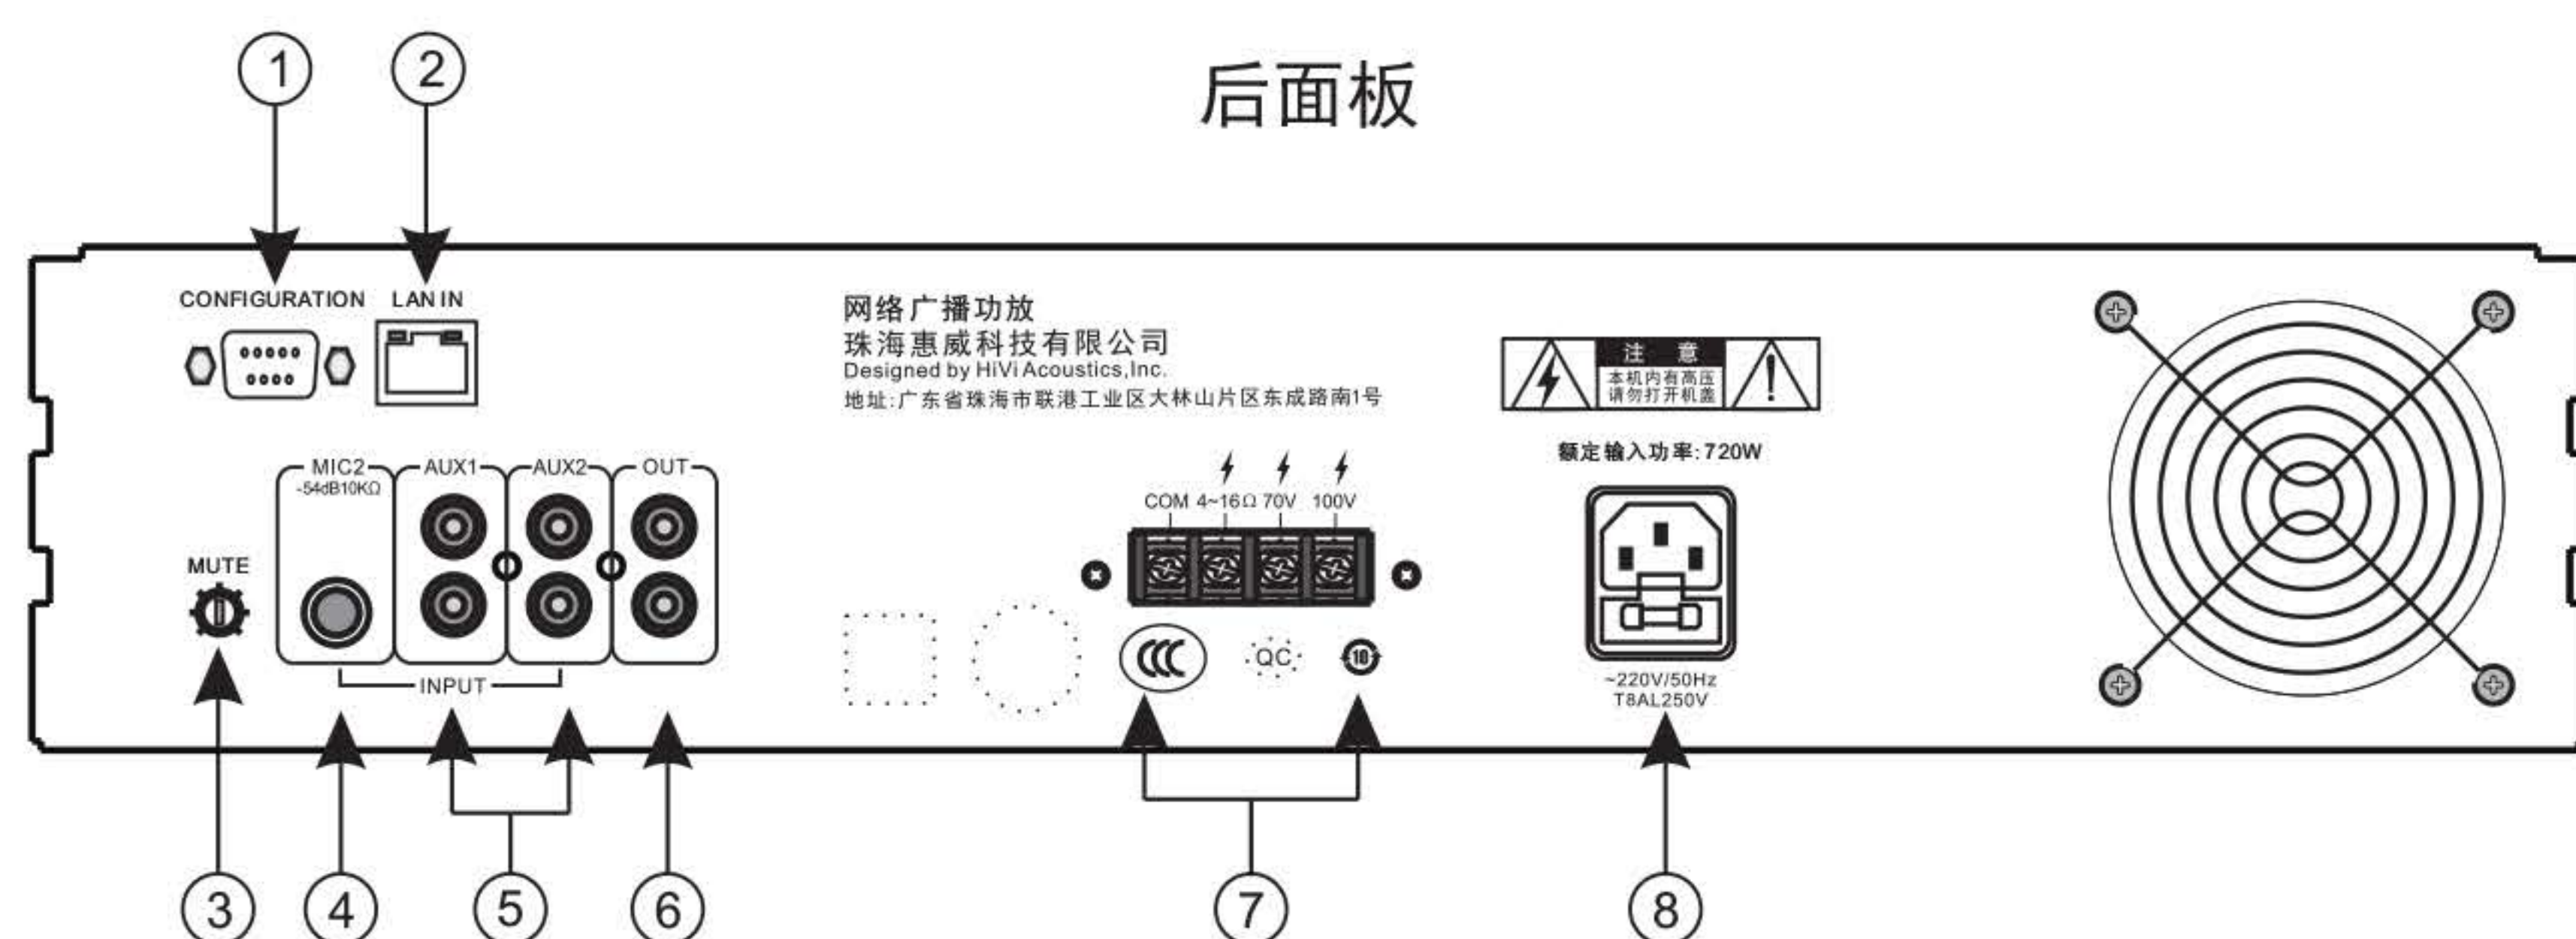 ① ②
后面板
CONFIGURATION LAN IN
网络广播功放
珠海惠威科技有限公司
Designed by HiVi Acoustics,Inc.
地址:广东省珠海市联港工业区大林山片区东成路南1号
注 意
本机内有高压
请勿打开机盖
额定输入功率:720W
MIC2 AUX1 AUX2 OUT
-54dB10KΩ
COM 4~16Ω 70V 100V
MUTE
INPUT
CCC QC 10
~220V/50Hz
T8AL250V
③ ④ ⑤ ⑥ ⑦ ⑧